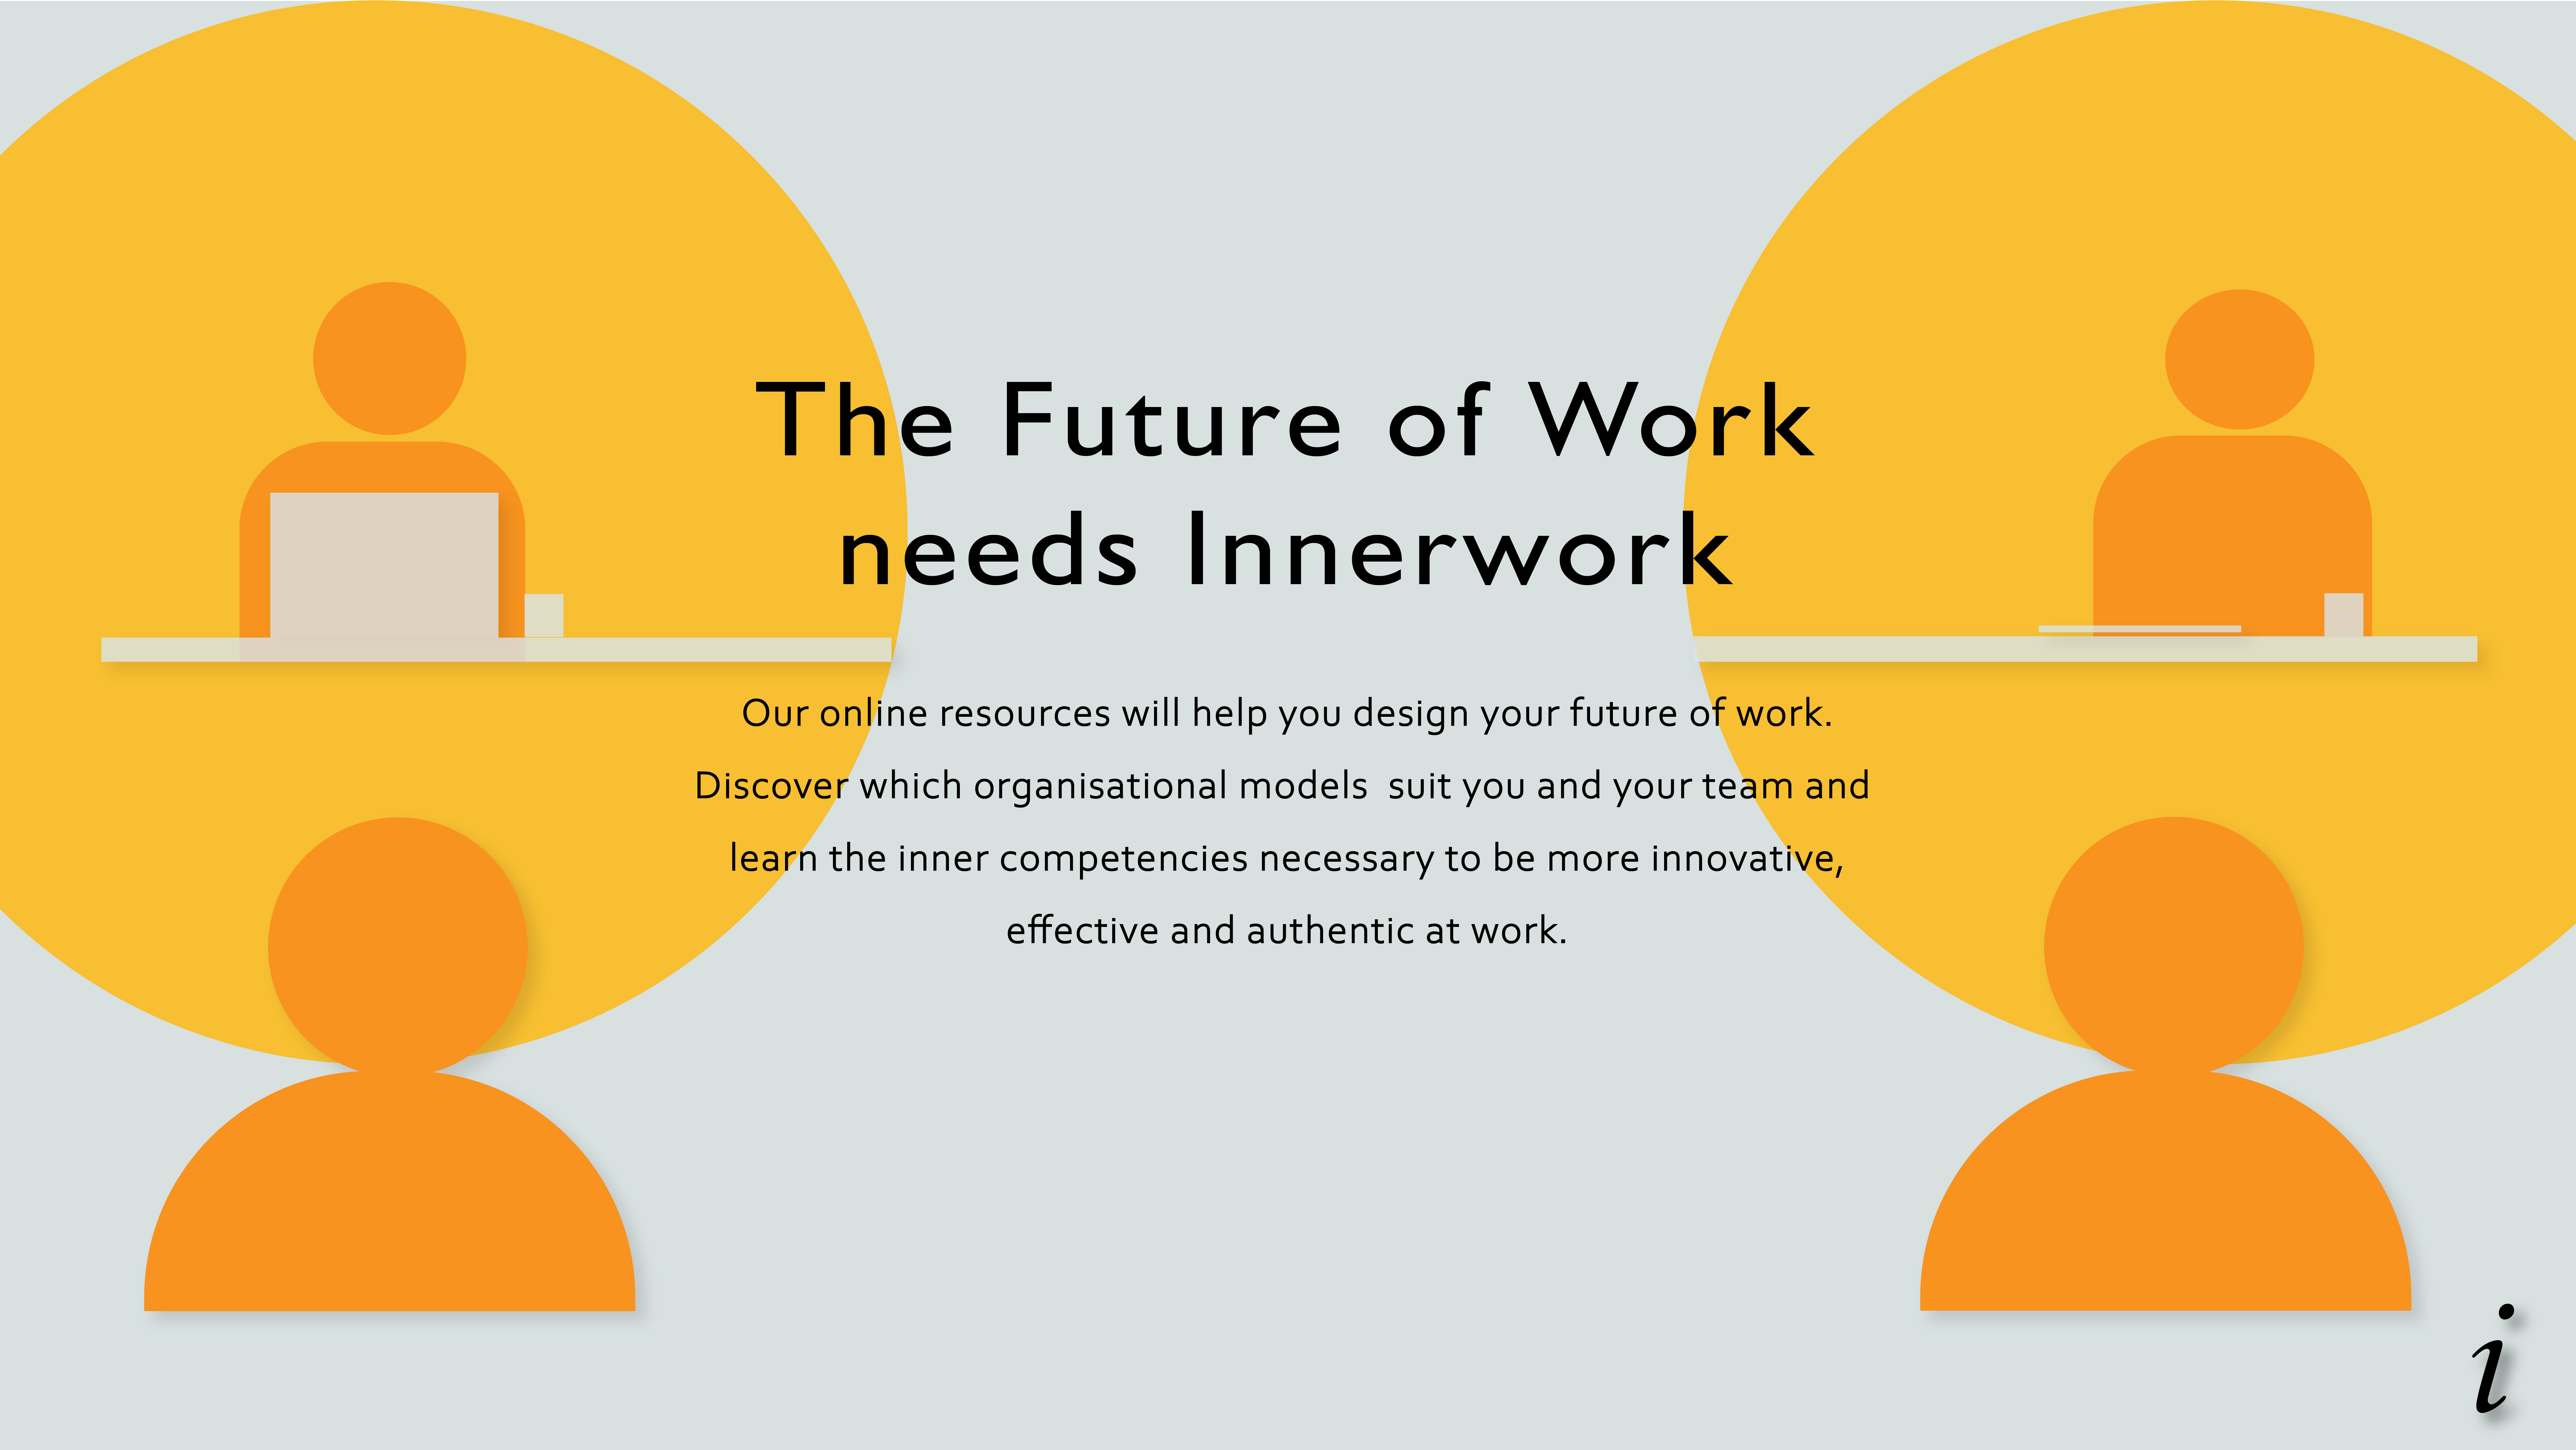 The Future of Work
needs Innerwork
Our online resources will help you design your future of work.
Discover which organisational models  suit you and your team and
learn the inner competencies necessary to be more innovative,
effective and authentic at work.
i